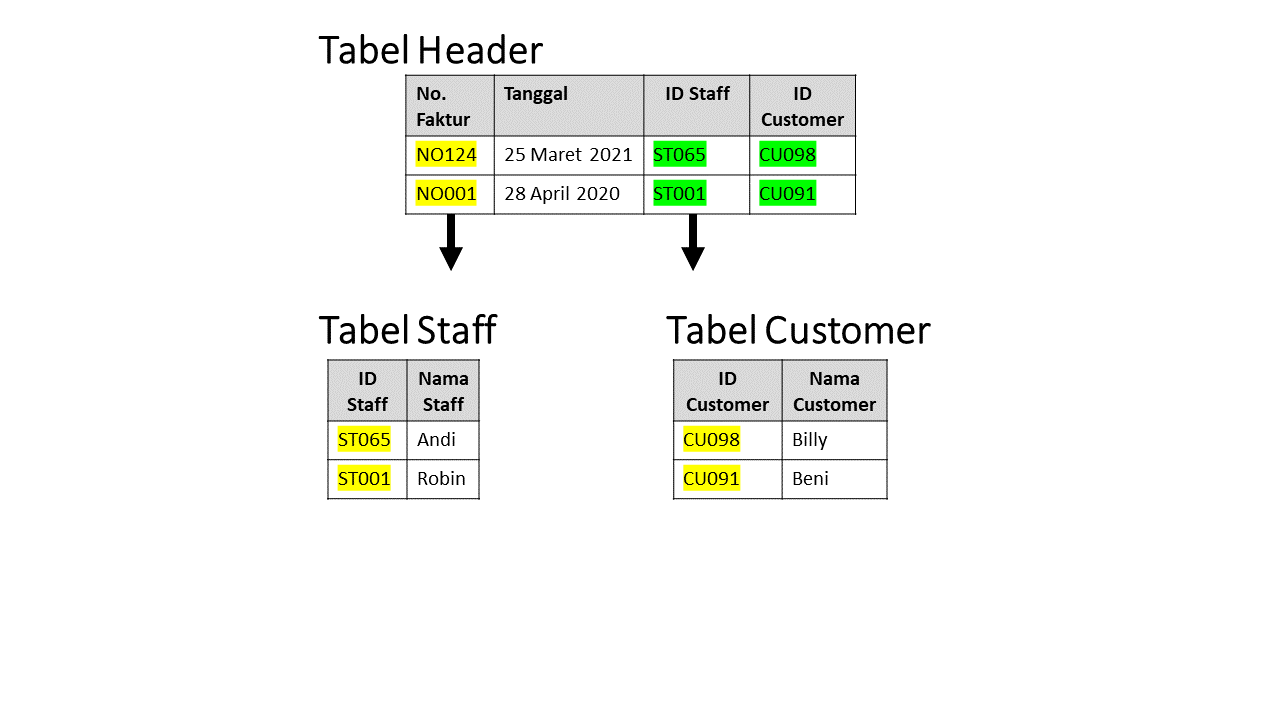 Tabel Header
No. Faktur Tanggal ID Staff ID Customer
NO124 25 Maret 2021 ST065 CU098
NO001 28 April 2020 ST001 CU091
Tabel Staff
ID Staff Nama Staff
ST065 Andi
ST001 Robin
Tabel Customer
ID Customer Nama Customer
CU098 Billy
CU091 Beni